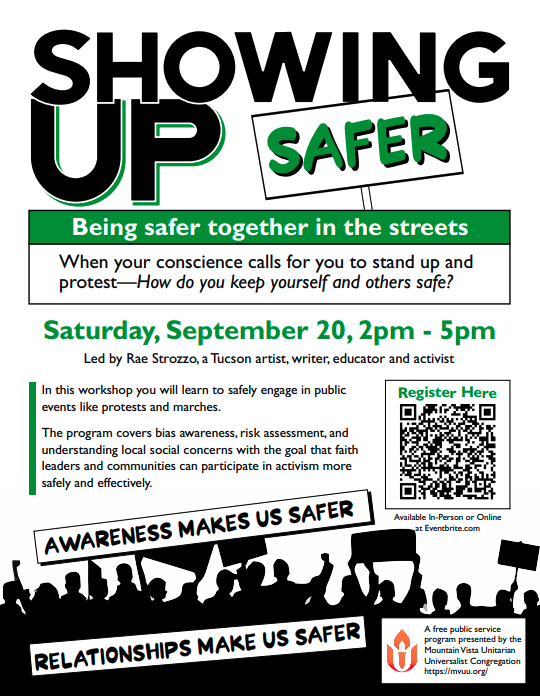 SHOWING
UP
SAFER
Being safer together in the streets
When your conscience calls for you to stand up and
protest—How do you keep yourself and others safe?
Saturday, September 20, 2pm - 5pm
Led by Rae Strozzo, a Tucson artist, writer, educator and activist
In this workshop you will learn to safely engage in public
events like protests and marches.
The program covers bias awareness, risk assessment, and
understanding local social concerns with the goal that faith
leaders and communities can participate in activism more
safely and effectively.
Register Here
Available In-Person or Online
at Eventbrite.com
AWARENESS MAKES US SAFER
RELATIONSHIPS MAKE US SAFER
A free public service
program presented by the
Mountain Vista Unitarian
Universalist Congregation
https://mvuu.org/